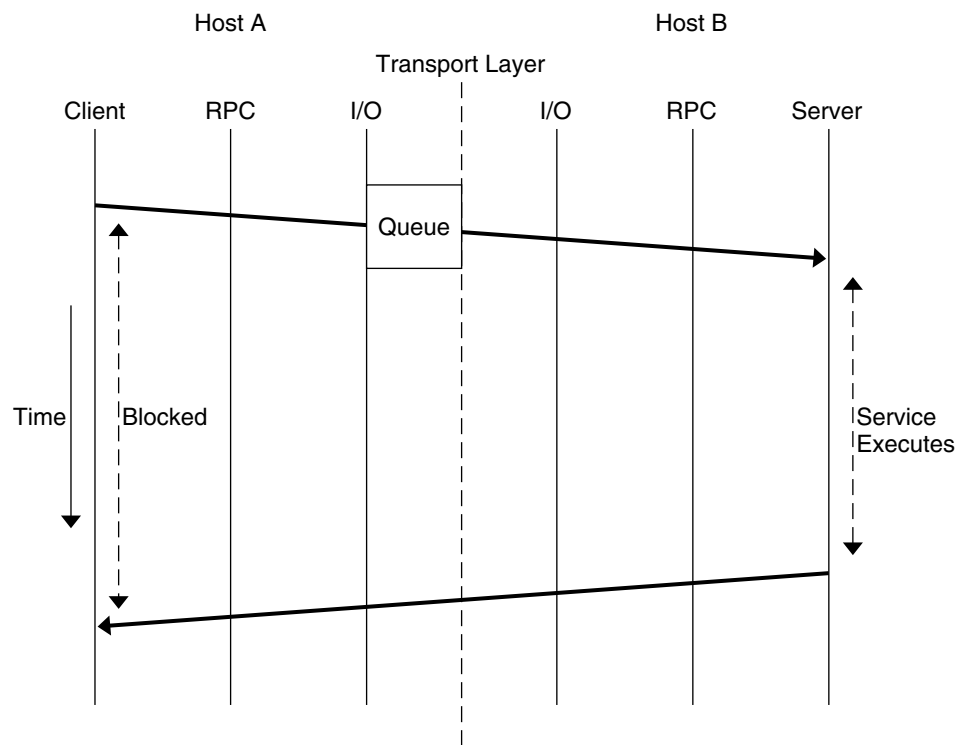 Host A
Host B
Transport Layer
Client
RPC
I/O
I/O
RPC
Server
Queue
Time
Blocked
Service
Executes